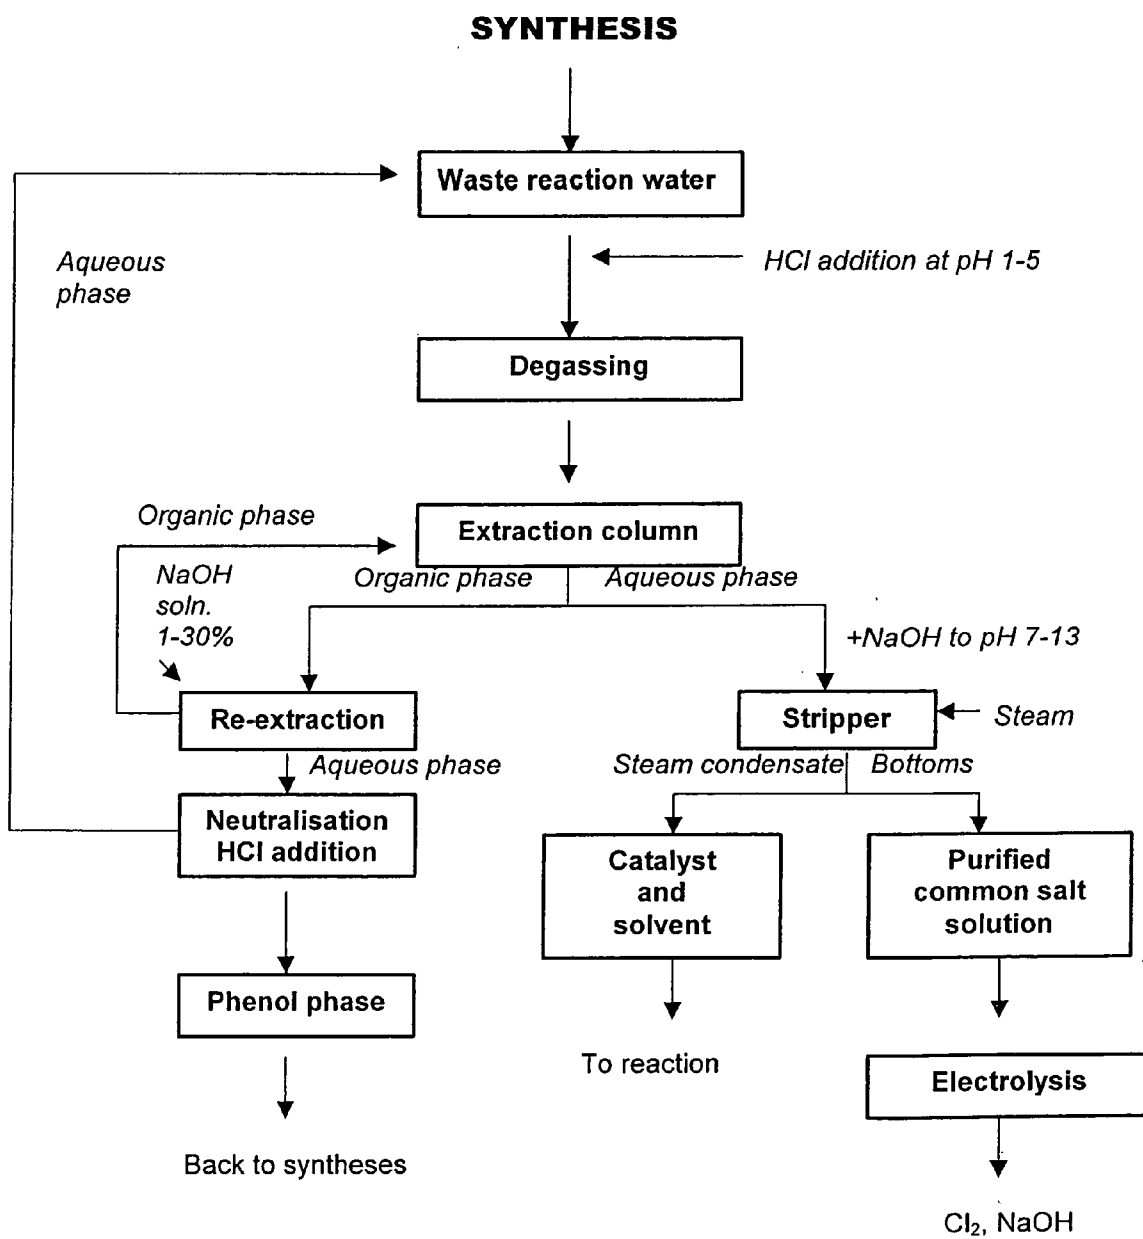 SYNTHESIS
Waste reaction water
HCl addition at pH 1-5
Aqueous
phase
Degassing
Organic phase
Extraction column
NaOH
soln.
1-30%
Organic phase
Aqueous phase
+NaOH to pH 7-13
Re-extraction
Stripper
Steam
Aqueous phase
Steam condensate
Bottoms
Neutralisation
HCl addition
Catalyst
and
solvent
Purified
common salt
solution
Phenol phase
To reaction
Electrolysis
Back to syntheses
Cl₂, NaOH